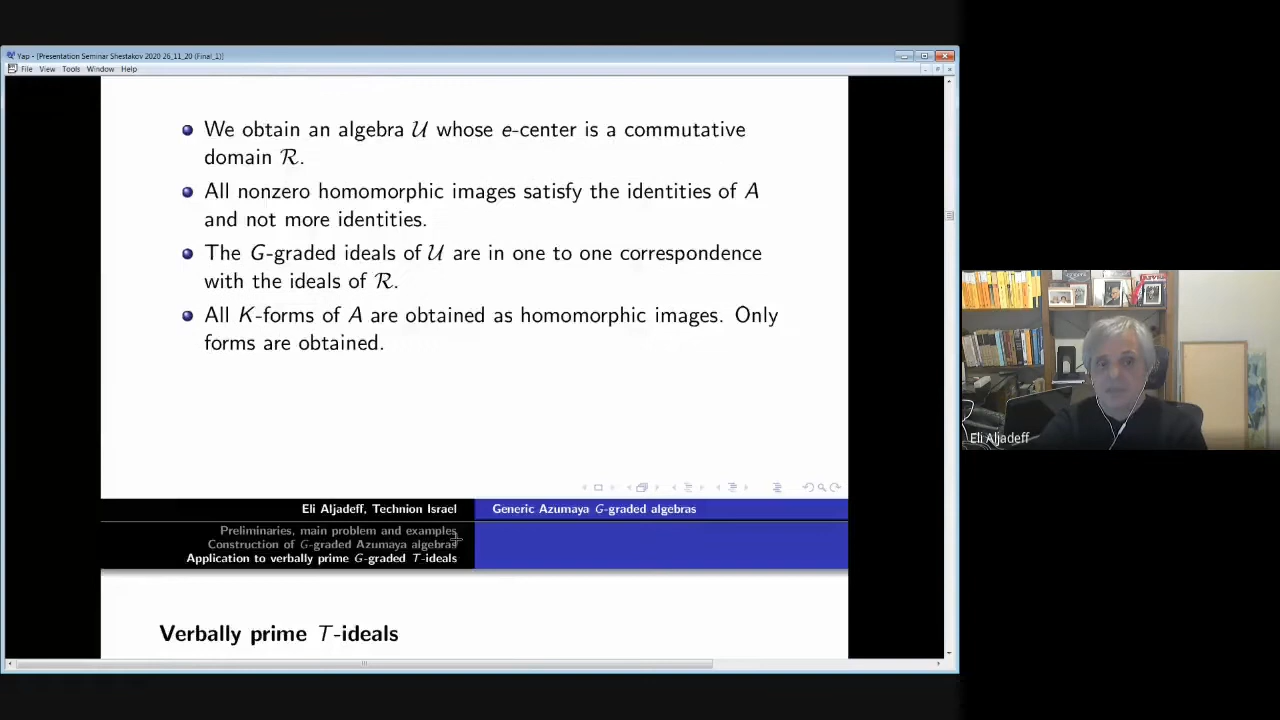 Yap - [Presentation Seminar Shestakov 2020 26_11_20 (Final_1)]
File View Tools Window Help
We obtain an algebra 𝒰 whose e-center is a commutative
domain ℛ.
All nonzero homomorphic images satisfy the identities of A
and not more identities.
The G-graded ideals of 𝒰 are in one to one correspondence
with the ideals of ℛ.
All K-forms of A are obtained as homomorphic images. Only
forms are obtained.
Eli Aljadeff
Eli Aljadeff, Technion Israel
Generic Azumaya G-graded algebras
Preliminaries, main problem and examples
Construction of G-graded Azumaya algebras
Application to verbally prime G-graded T-ideals
Verbally prime T-ideals